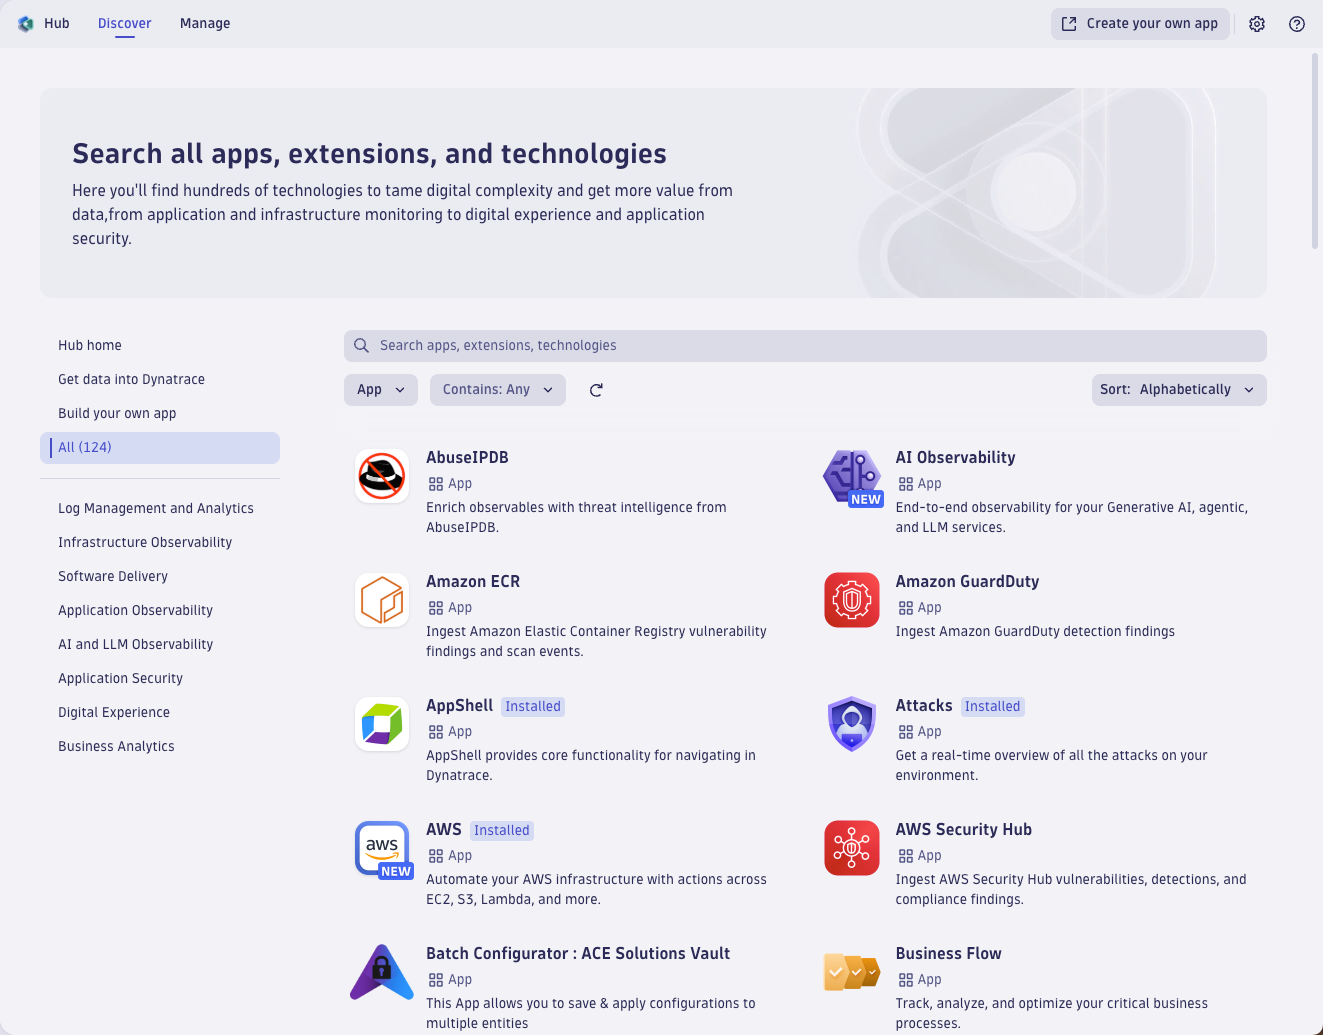 Hub
Discover
Manage
Create your own app
Search all apps, extensions, and technologies
Here you'll find hundreds of technologies to tame digital complexity and get more value from
data,from application and infrastructure monitoring to digital experience and application
security.
Hub home
Get data into Dynatrace
Build your own app
All (124)
Log Management and Analytics
Infrastructure Observability
Software Delivery
Application Observability
AI and LLM Observability
Application Security
Digital Experience
Business Analytics
Search apps, extensions, technologies
App
Contains: Any
Sort: Alphabetically
AbuseIPDB
App
Enrich observables with threat intelligence from
AbuseIPDB.
NEW
AI Observability
App
End-to-end observability for your Generative AI, agentic,
and LLM services.
Amazon ECR
App
Ingest Amazon Elastic Container Registry vulnerability
findings and scan events.
Amazon GuardDuty
App
Ingest Amazon GuardDuty detection findings
AppShell Installed
App
AppShell provides core functionality for navigating in
Dynatrace.
Attacks Installed
App
Get a real-time overview of all the attacks on your
environment.
aws
NEW
AWS Installed
App
Automate your AWS infrastructure with actions across
EC2, S3, Lambda, and more.
AWS Security Hub
App
Ingest AWS Security Hub vulnerabilities, detections, and
compliance findings.
Batch Configurator : ACE Solutions Vault
App
This App allows you to save & apply configurations to
multiple entities
Business Flow
App
Track, analyze, and optimize your critical business
processes.